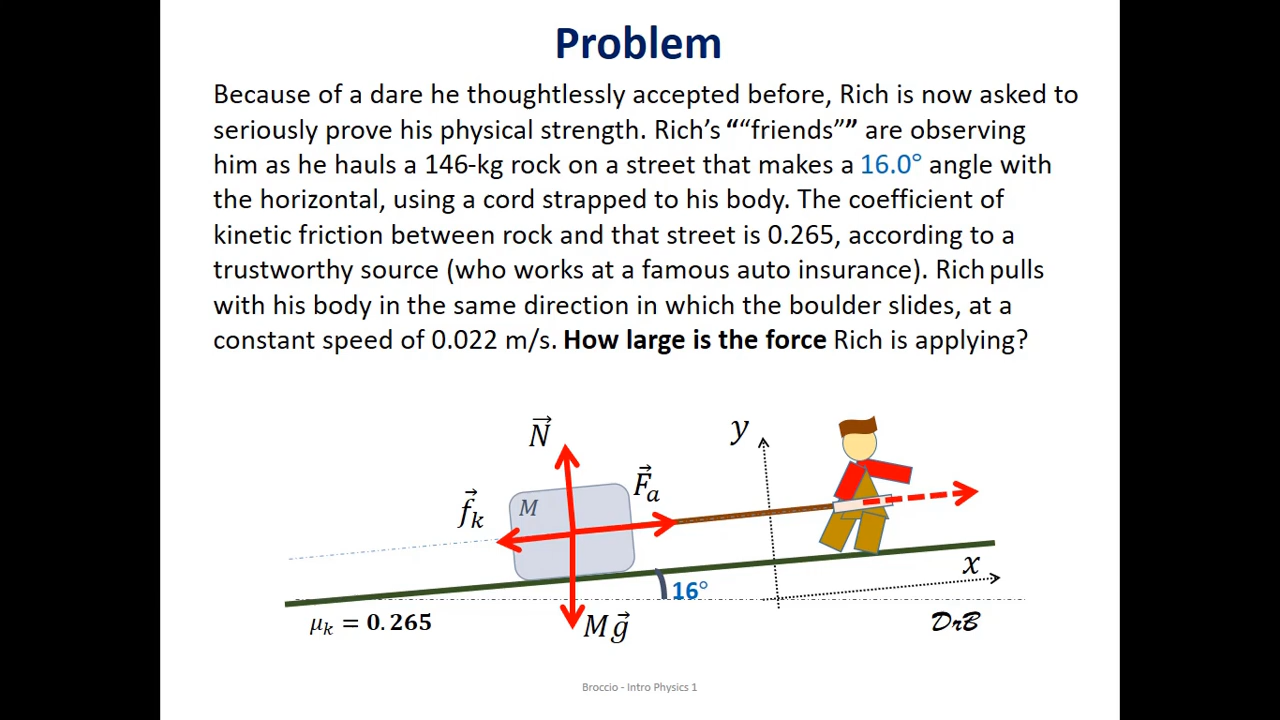 Problem
Because of a dare he thoughtlessly accepted before, Rich is now asked to
seriously prove his physical strength. Rich’s ““friends”” are observing
him as he hauls a 146-kg rock on a street that makes a 16.0° angle with
the horizontal, using a cord strapped to his body. The coefficient of
kinetic friction between rock and that street is 0.265, according to a
trustworthy source (who works at a famous auto insurance). Rich pulls
with his body in the same direction in which the boulder slides, at a
constant speed of 0.022 m/s. How large is the force Rich is applying?
N⃗
y
F⃗ₐ
M
f⃗ₖ
x
16°
μₖ = 0.265
Mg⃗
DrB
Broccio - Intro Physics 1